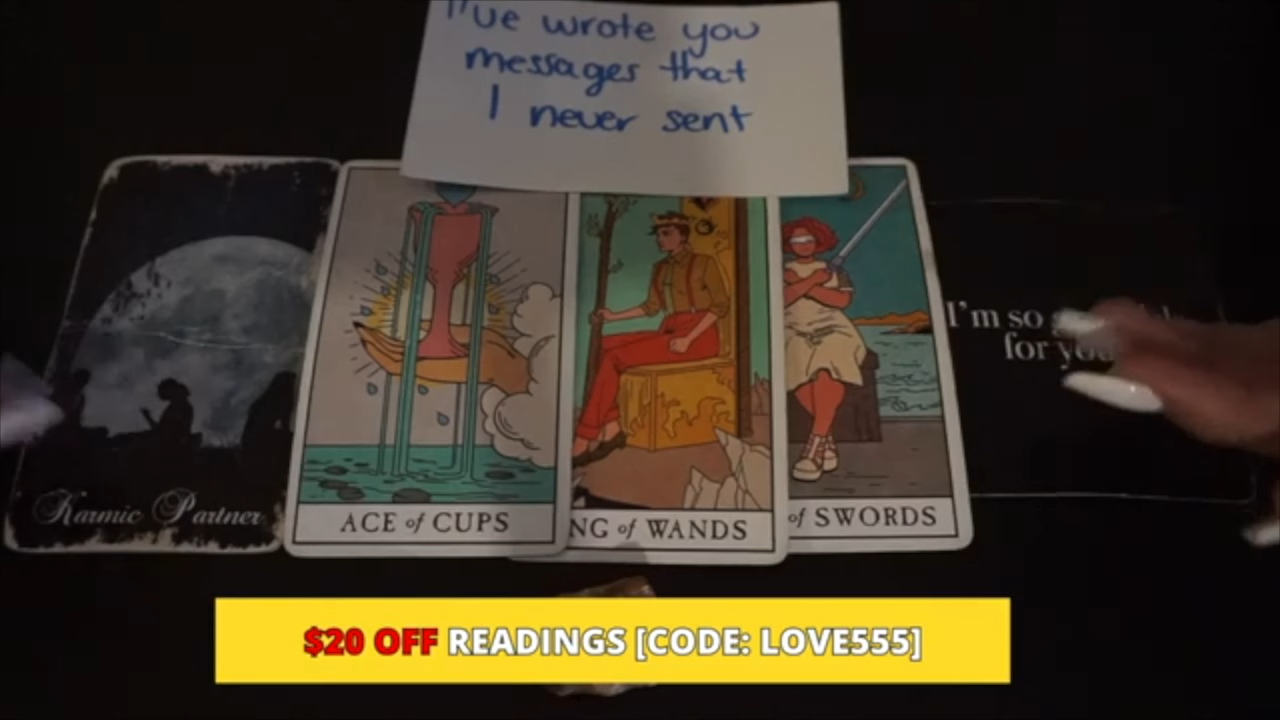 I've wrote you
messages that
I never sent
Karmic Partner
ACE of CUPS
NG of WANDS
of SWORDS
I'm so
for you
$20 OFF READINGS [CODE: LOVE555]